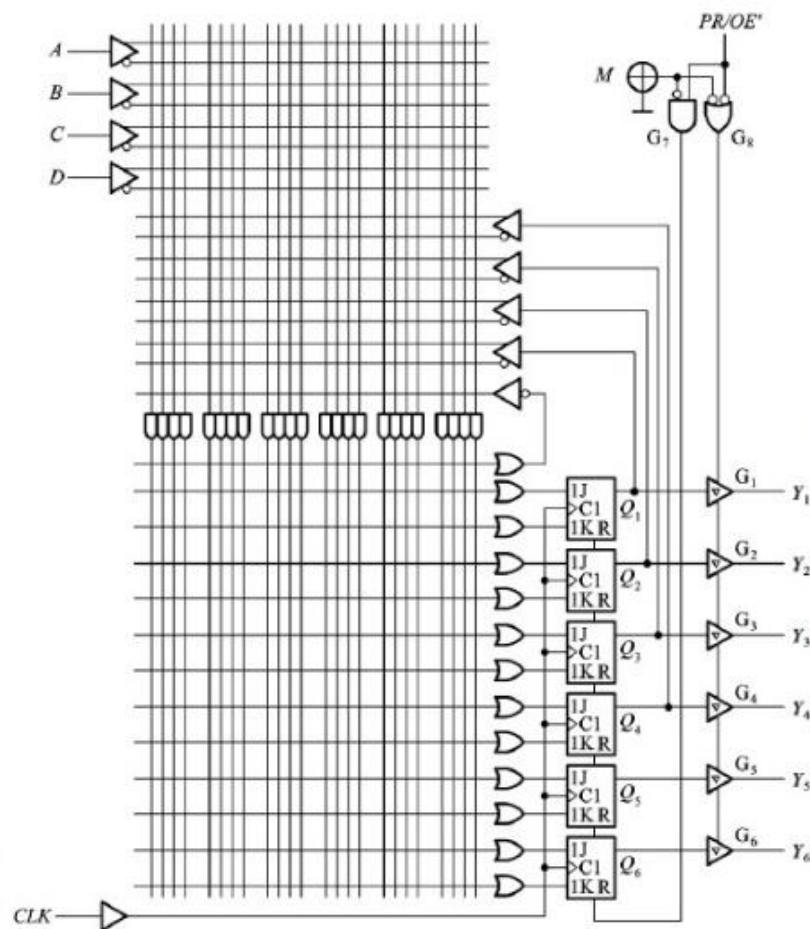 PR/OE'
A
M
B
C
G7 G8
D
1J Q1 G1 Y1
C1
1K R
1J Q2 G2 Y2
C1
1K R
1J Q3 G3 Y3
C1
1K R
1J Q4 G4 Y4
C1
1K R
1J Q5 G5 Y5
C1
1K R
1J Q6 G6 Y6
C1
1K R
CLK